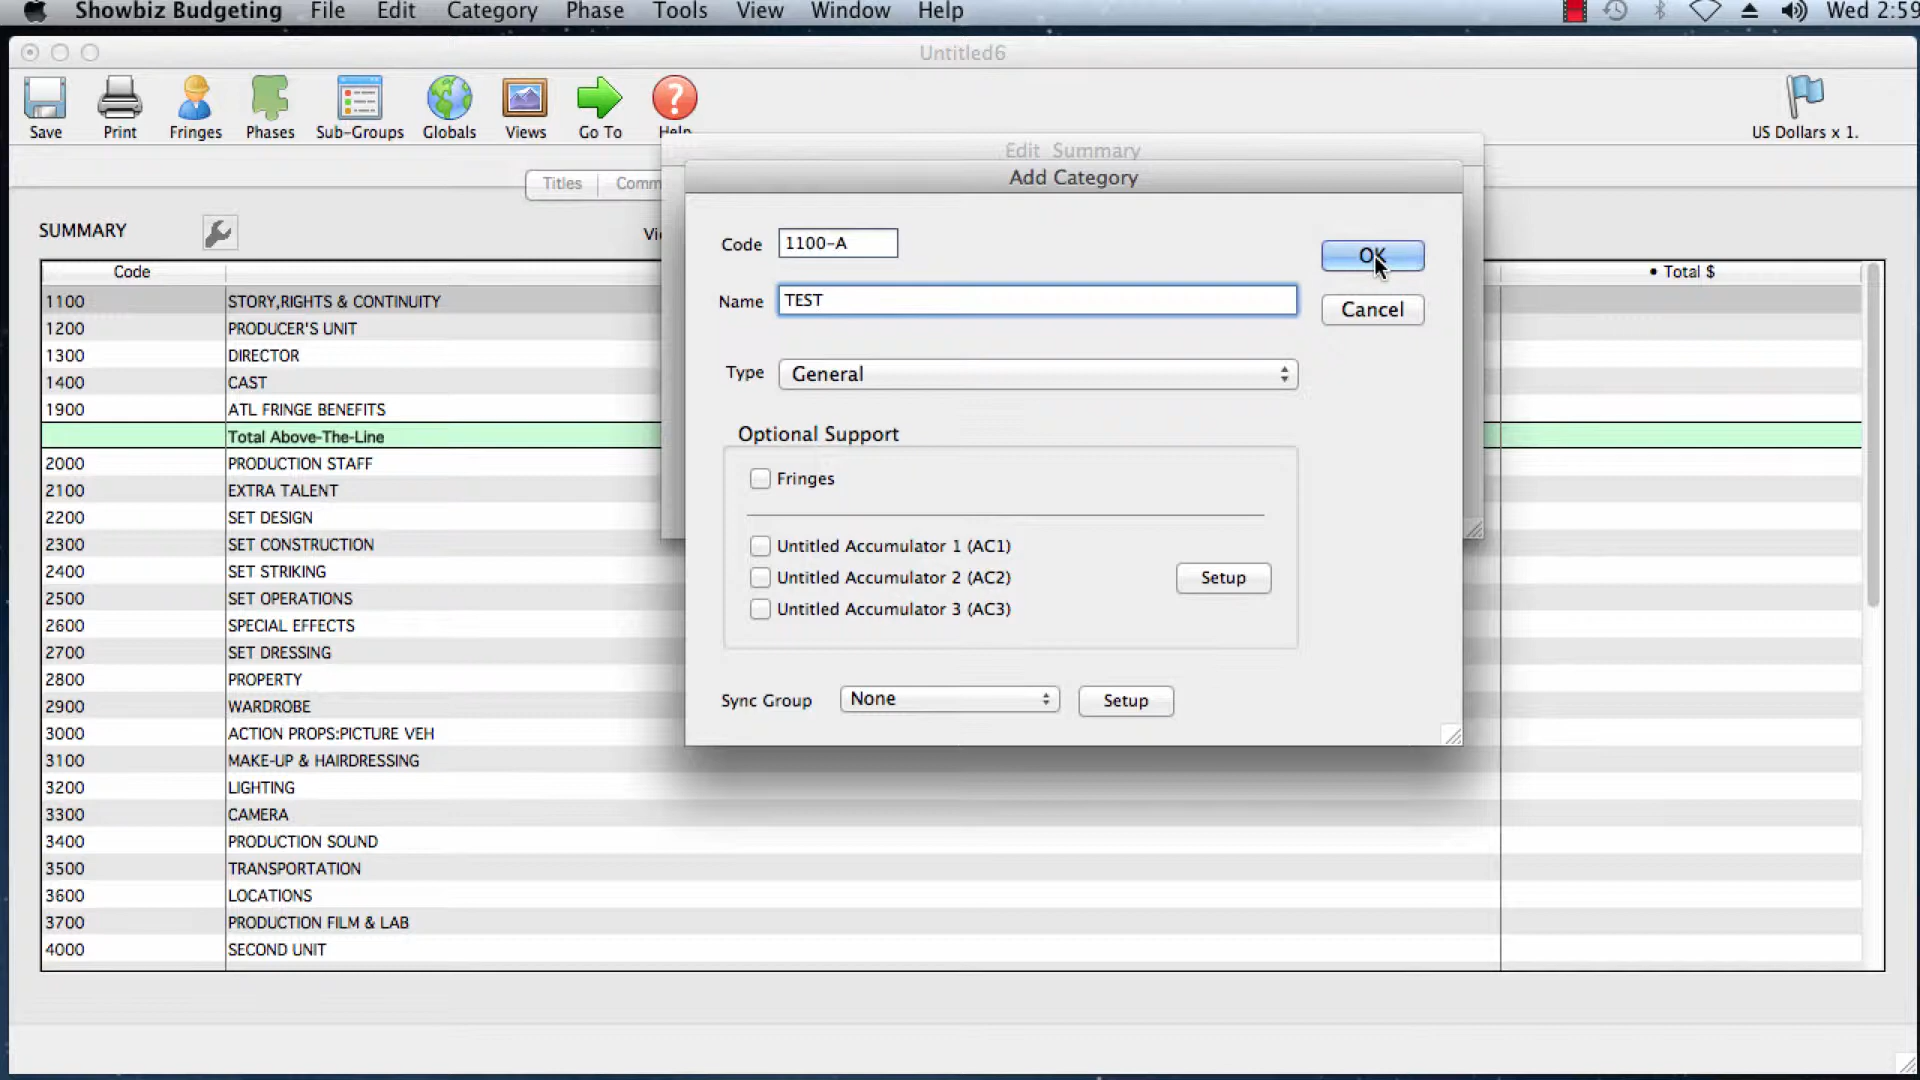 Showbiz Budgeting File Edit Category Phase Tools View Window Help Wed 2:59
Untitled6
Save Print Fringes Phases Sub-Groups Globals Views Go To Help US Dollars x 1.
Edit Summary
Add Category
Titles Comm
SUMMARY
Code 1100-A
OK
Name TEST
Cancel
Type General
Optional Support
Fringes
Untitled Accumulator 1 (AC1)
Untitled Accumulator 2 (AC2)
Setup
Untitled Accumulator 3 (AC3)
Sync Group None Setup
Code • Total $
1100 STORY,RIGHTS & CONTINUITY
1200 PRODUCER'S UNIT
1300 DIRECTOR
1400 CAST
1900 ATL FRINGE BENEFITS
Total Above-The-Line
2000 PRODUCTION STAFF
2100 EXTRA TALENT
2200 SET DESIGN
2300 SET CONSTRUCTION
2400 SET STRIKING
2500 SET OPERATIONS
2600 SPECIAL EFFECTS
2700 SET DRESSING
2800 PROPERTY
2900 WARDROBE
3000 ACTION PROPS:PICTURE VEH
3100 MAKE-UP & HAIRDRESSING
3200 LIGHTING
3300 CAMERA
3400 PRODUCTION SOUND
3500 TRANSPORTATION
3600 LOCATIONS
3700 PRODUCTION FILM & LAB
4000 SECOND UNIT